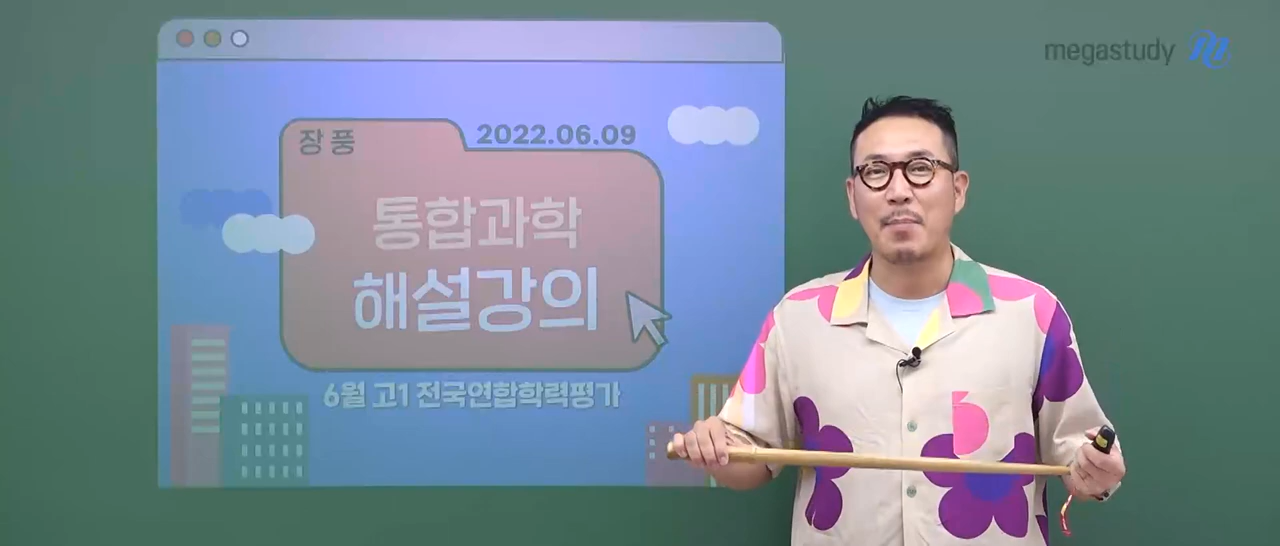 megastudy
장 풍
2022.06.09
통합과학
해설강의
6월 고1 전국연합학력평가